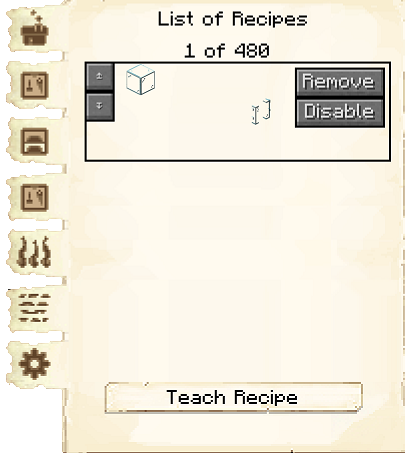 List of Recipes
1 of 480
Remove
Disable
Teach Recipe